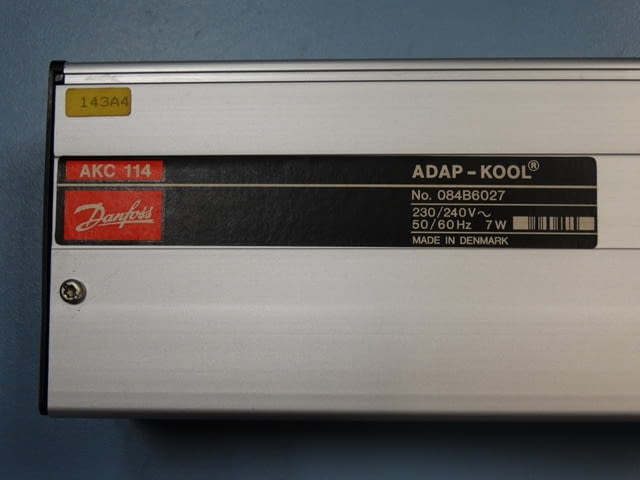 143A4
AKC 114
ADAP-KOOL®
Danfoss
No. 084B6027
230/240V~
50/60Hz 7W
MADE IN DENMARK